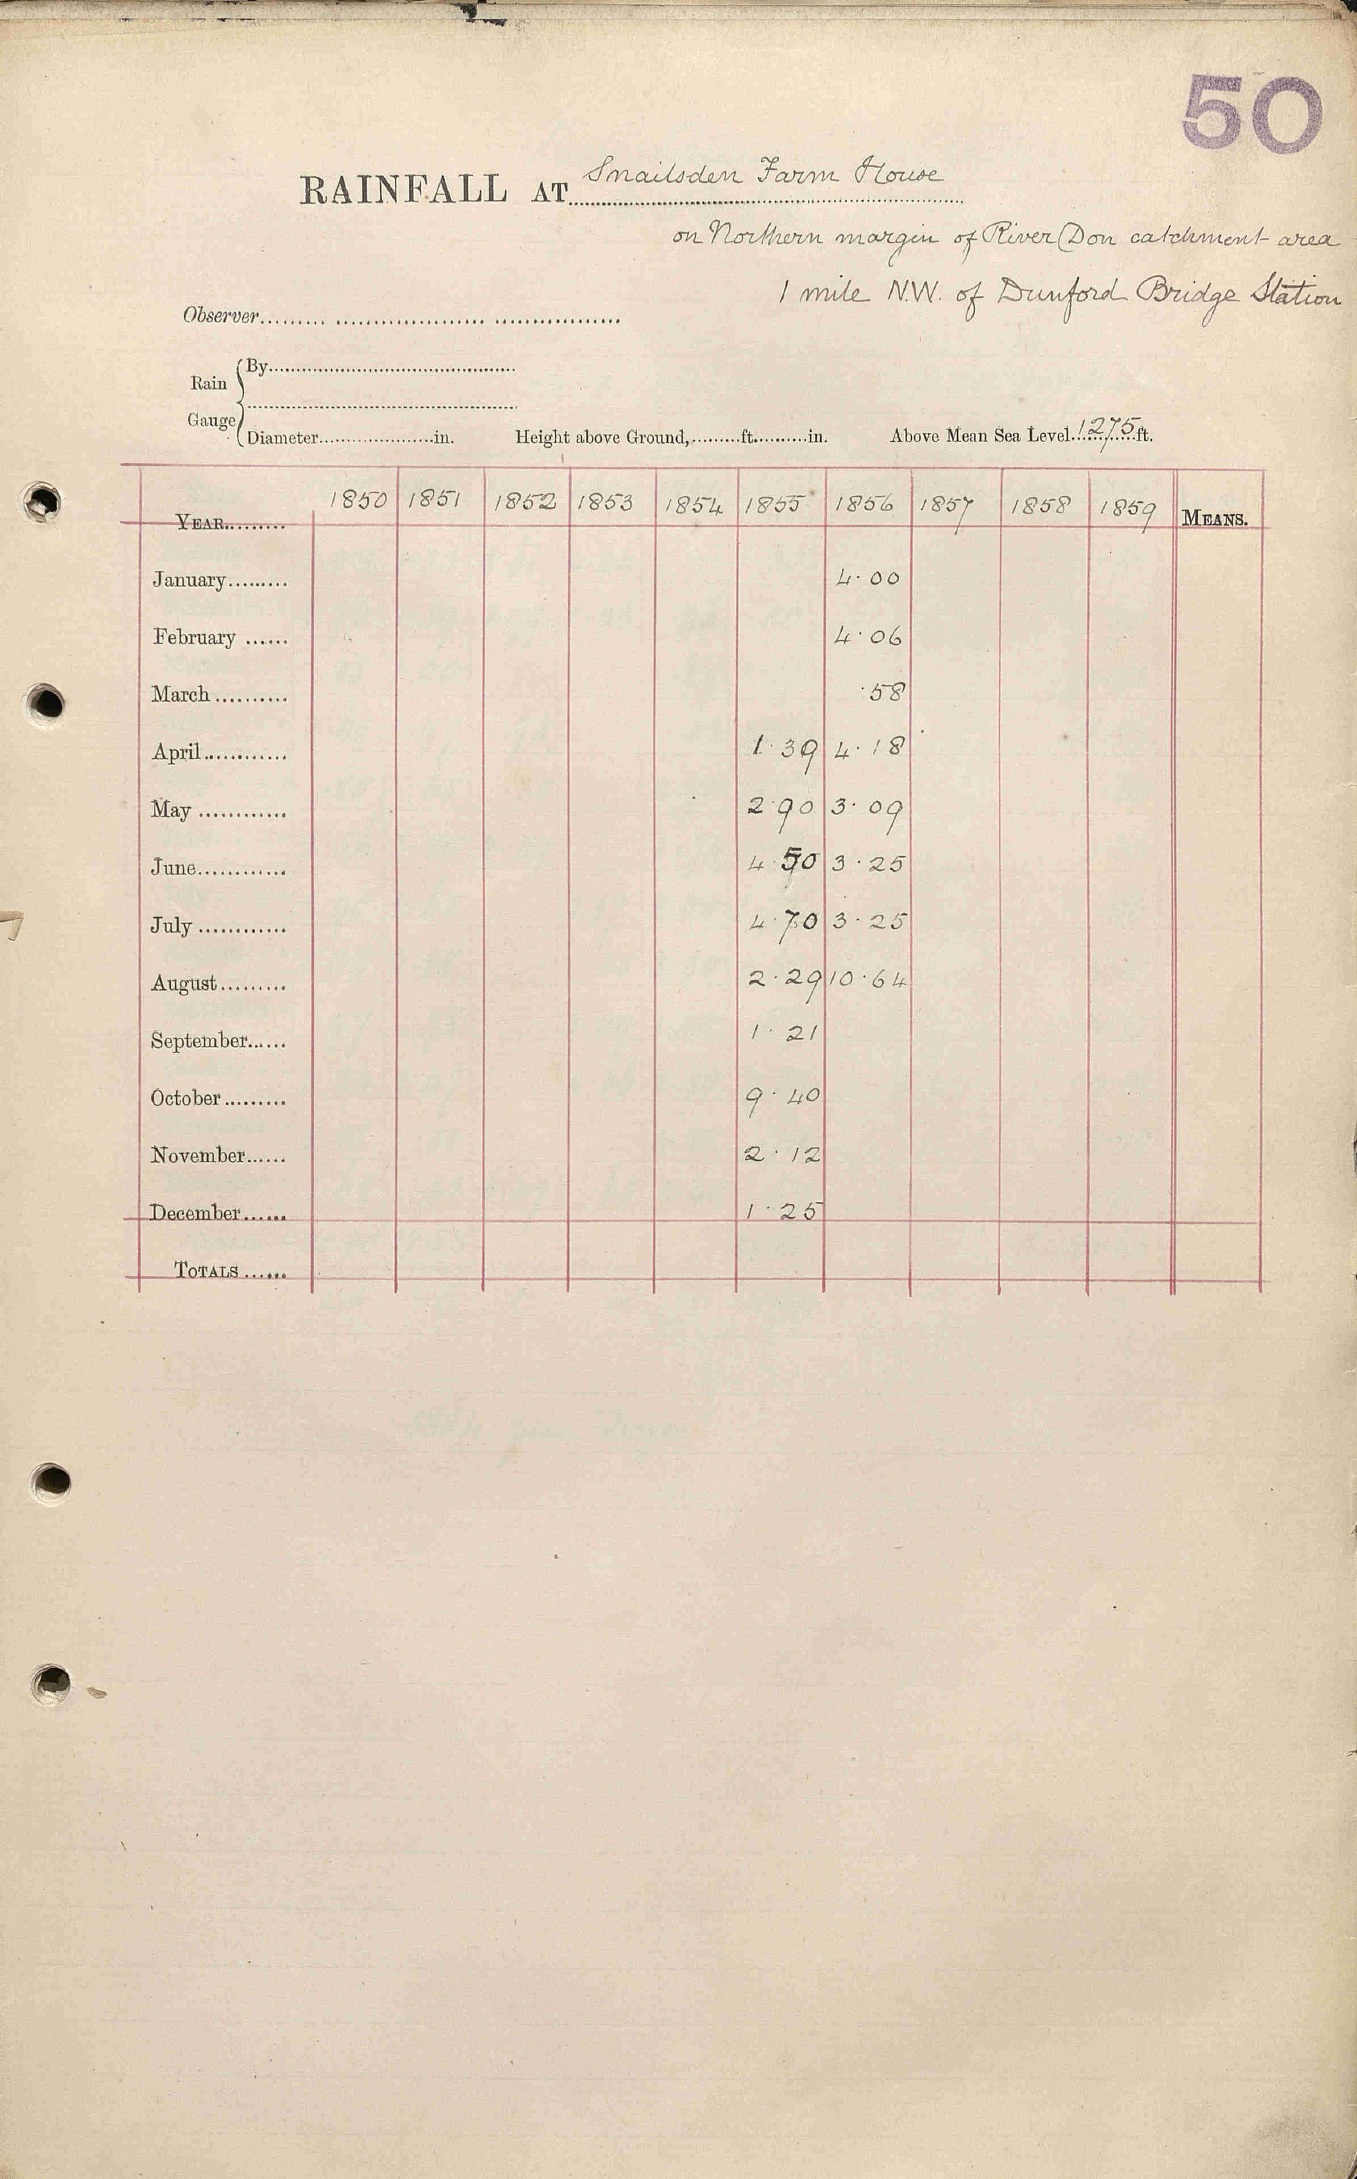 50
RAINFALL AT Snailsden Farm House
on Northern margin of River Don catchment area
1 mile N.W. of Dunford Bridge Station
Observer
Rain Gauge { By
Diameter in. Height above Ground, ft. in. Above Mean Sea Level 1275 ft.
YEAR 1850 1851 1852 1853 1854 1855 1856 1857 1858 1859 MEANS.
January 4.00
February 4.06
March .58
April 1.39 4.18
May 2.90 3.09
June 4.50 3.25
July 4.70 3.25
August 2.29 10.64
September 1.21
October 9.40
November 2.12
December 1.25
TOTALS